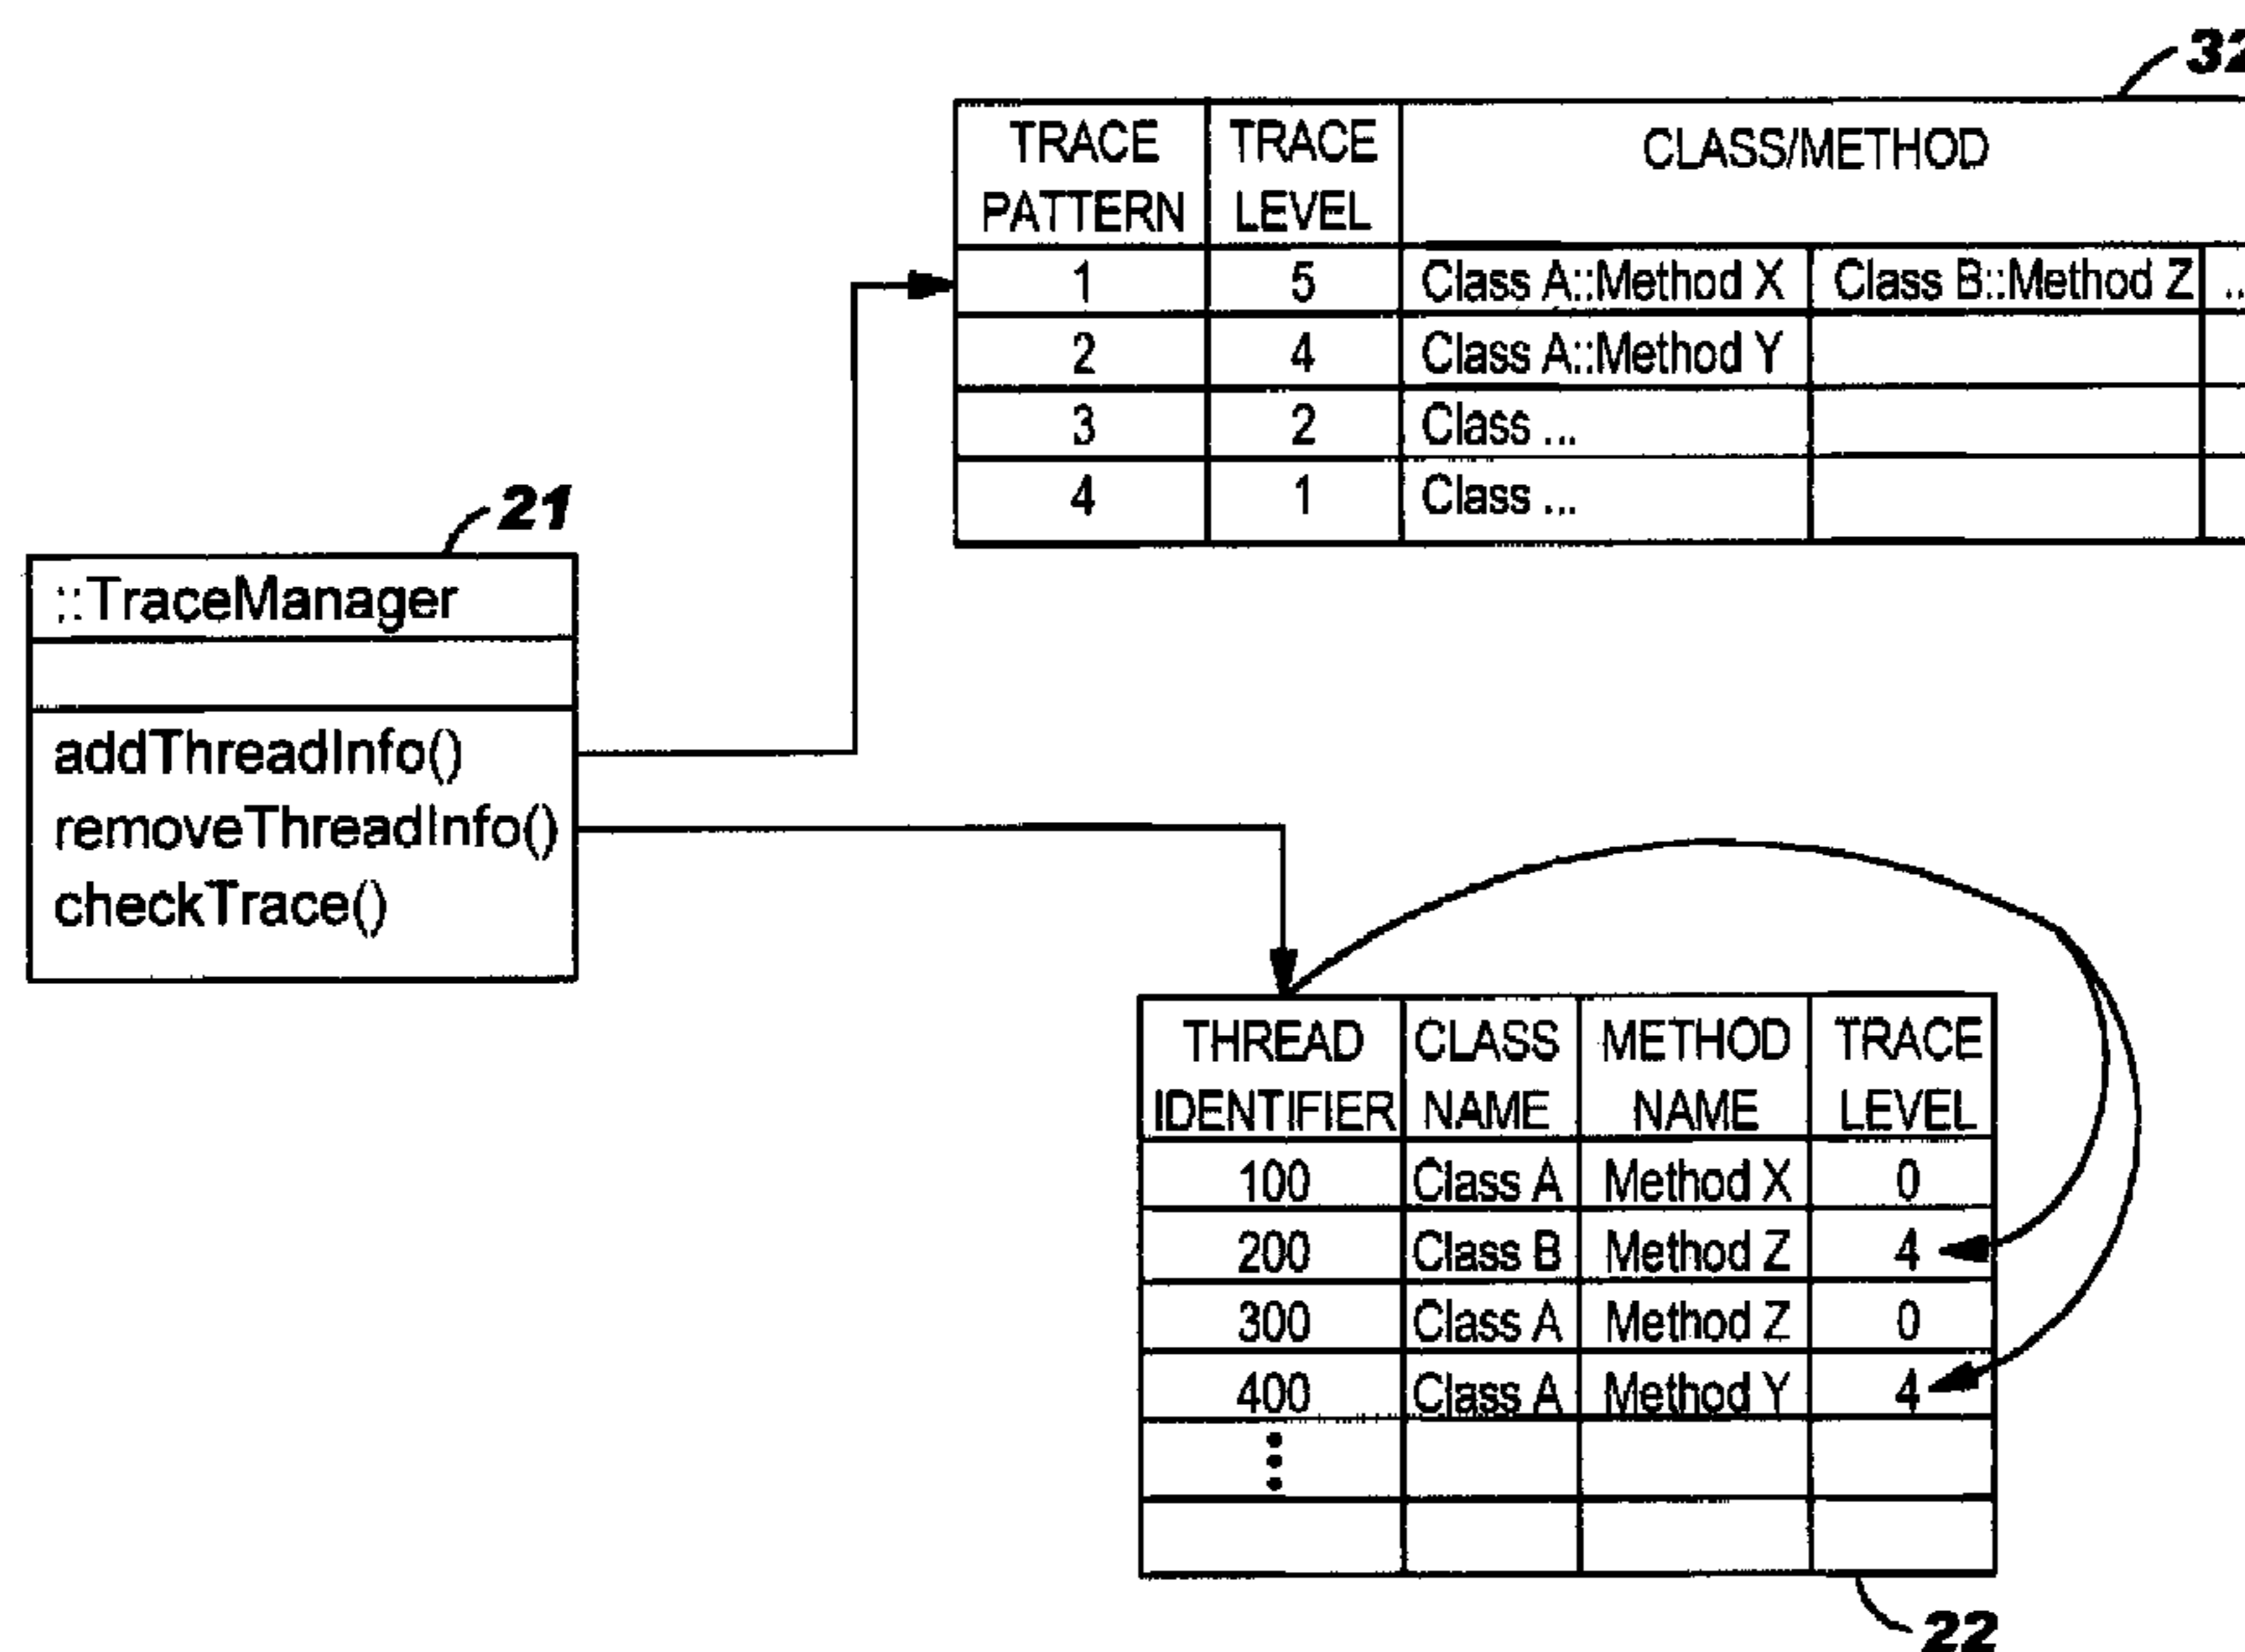 32
TRACE PATTERN TRACE LEVEL CLASS/METHOD
1 5 Class A::Method X Class B::Method Z ...
2 4 Class A::Method Y
3 2 Class ...
4 1 Class ...
21
::TraceManager
addThreadInfo()
removeThreadInfo()
checkTrace()
THREAD IDENTIFIER CLASS NAME METHOD NAME TRACE LEVEL
100 Class A Method X 0
200 Class B Method Z 4
300 Class A Method Z 0
400 Class A Method Y 4
22